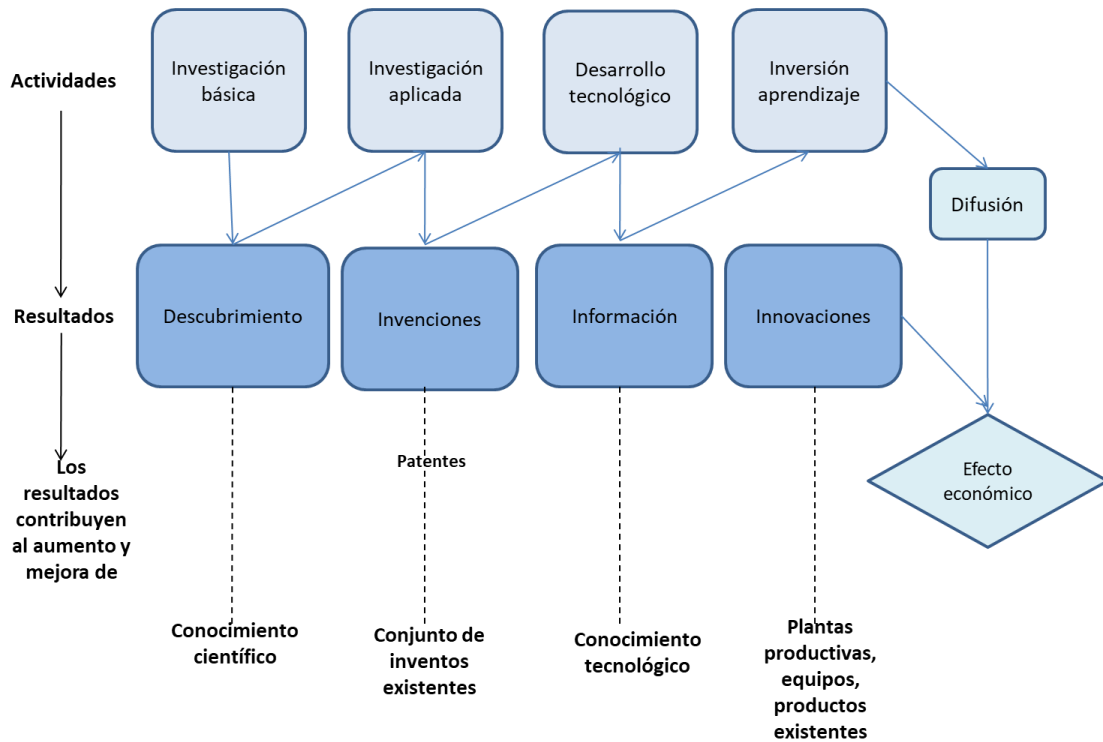 Actividades
Investigación
básica
Investigación
aplicada
Desarrollo
tecnológico
Inversión
aprendizaje
Difusión
Resultados
Descubrimiento
Invenciones
Información
Innovaciones
Los
resultados
contribuyen
al aumento y
mejora de
Patentes
Efecto
económico
Conocimiento
científico
Conjunto de
inventos
existentes
Conocimiento
tecnológico
Plantas
productivas,
equipos,
productos
existentes